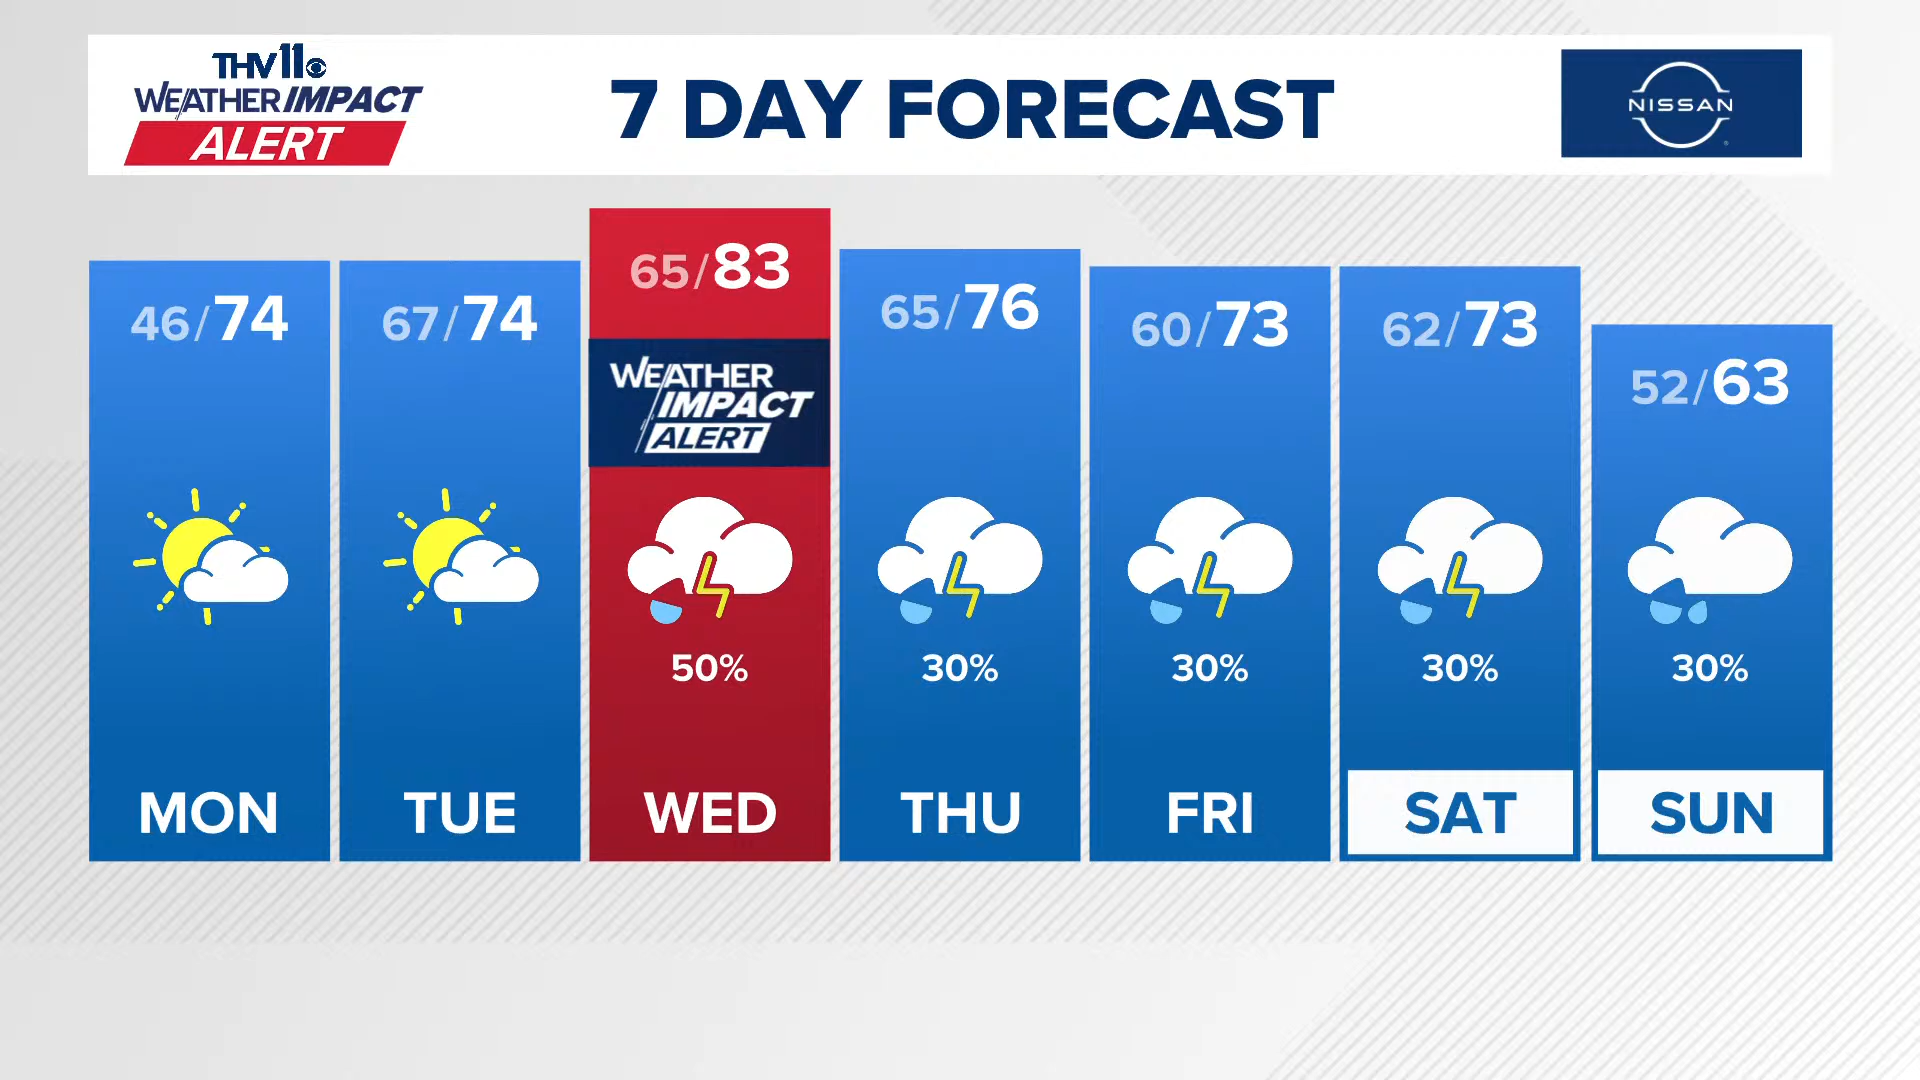 THV11
WEATHER IMPACT
ALERT
7 DAY FORECAST
NISSAN
46/74
67/74
65/83
65/76
60/73
62/73
52/63
WEATHER
IMPACT
ALERT
50%
30%
30%
30%
30%
MON
TUE
WED
THU
FRI
SAT
SUN